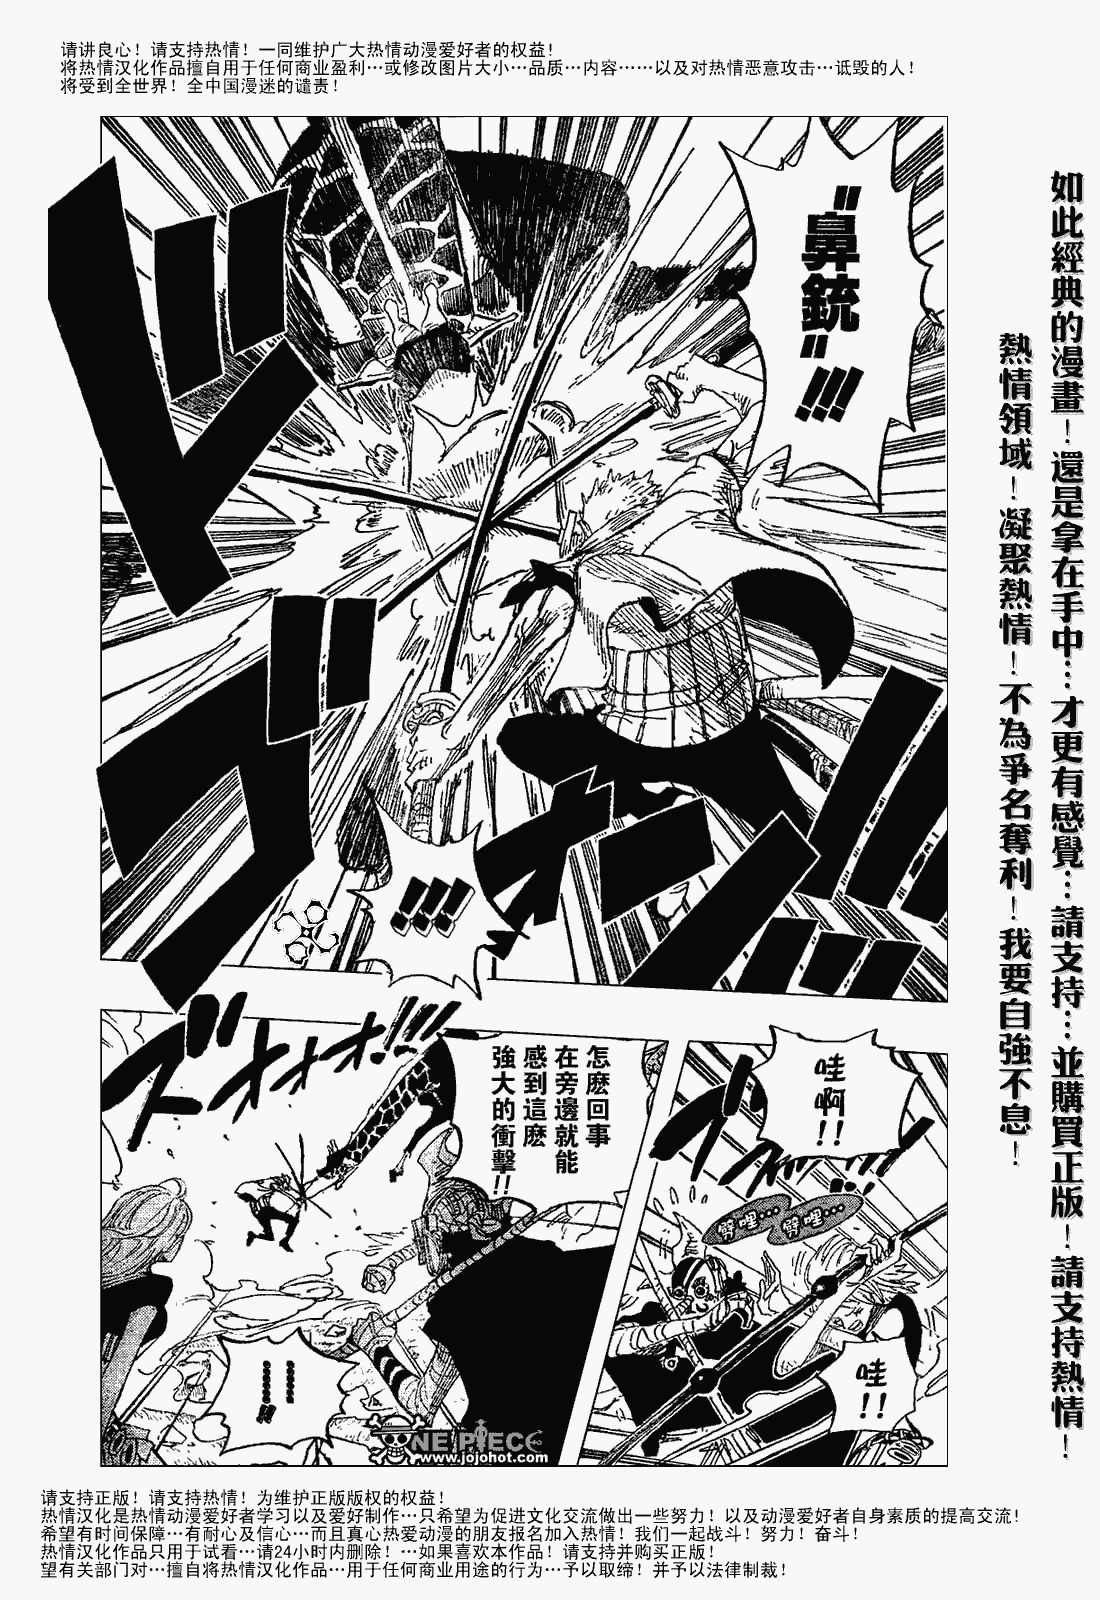 请讲良心！请支持热情！一同维护广大热情动漫爱好者的权益！
将热情汉化作品擅自用于任何商业盈利…或修改图片大小…品质…内容……以及对热情恶意攻击…诋毁的人！
将受到全世界！全中国漫迷的谴责！
如此經典的漫畫！還是拿在手中…才更有感覺…請支持…並購買正版！請支持熱情！
熱情領域！凝聚熱情！不為爭名奪利！我要自強不息！
"鼻銃"!!!
ドゴォン
!!!!
哇
啊
!!
劈哩…
劈哩…
哇
!!
怎麼回事
在旁邊就能
感到這麼
強大的衝擊!!
ズオオオオ!!!
……!!
ONE PIECE
www.jojohot.com
请支持正版！请支持热情！为维护正版版权的权益！
热情汉化是热情动漫爱好者学习以及爱好制作…只希望为促进文化交流做出一些努力！以及动漫爱好者自身素质的提高交流！
希望有时间保障…有耐心及信心…而且真心热爱动漫的朋友报名加入热情！我们一起战斗！努力！奋斗！
热情汉化作品只用于试看…请24小时内删除！…如果喜欢本作品！请支持并购买正版！
望有关部门对…擅自将热情汉化作品…用于任何商业用途的行为…予以取缔！并予以法律制裁！